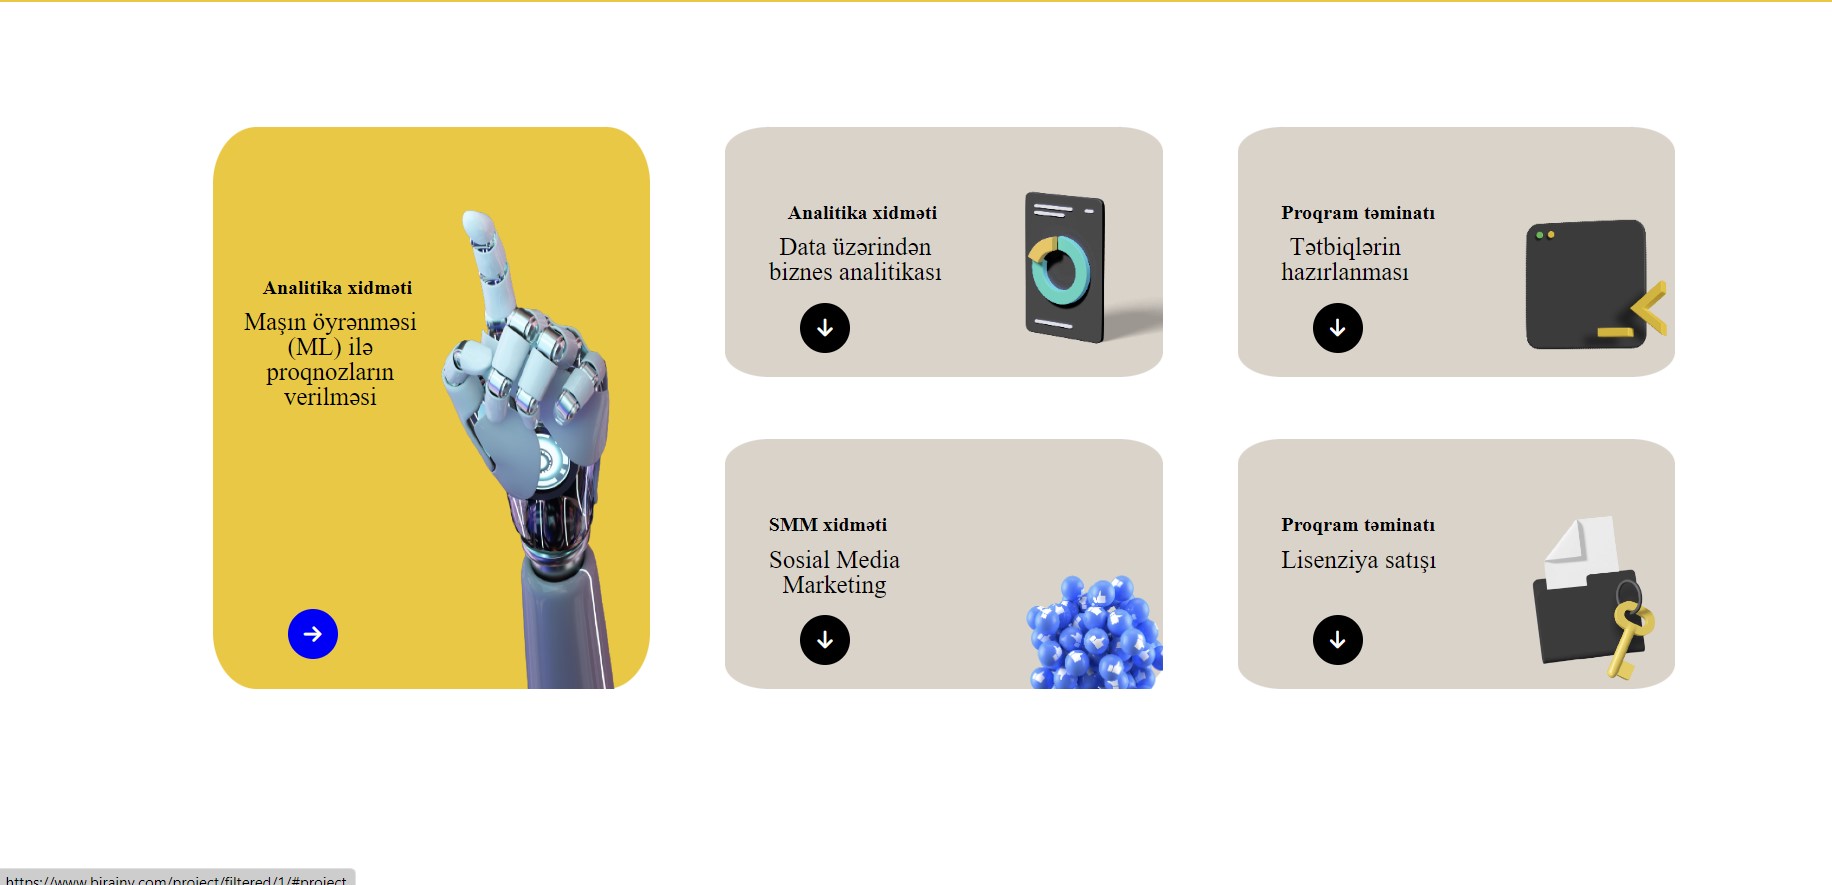 Analitika xidməti
Maşın öyrənməsi
(ML) ilə
proqnozların
verilməsi
Analitika xidməti
Data üzərindən
biznes analitikası
Proqram təminatı
Tətbiqlərin
hazırlanması
SMM xidməti
Sosial Media
Marketing
Proqram təminatı
Lisenziya satışı
https://www.birainy.com/project/filtered/1/#project